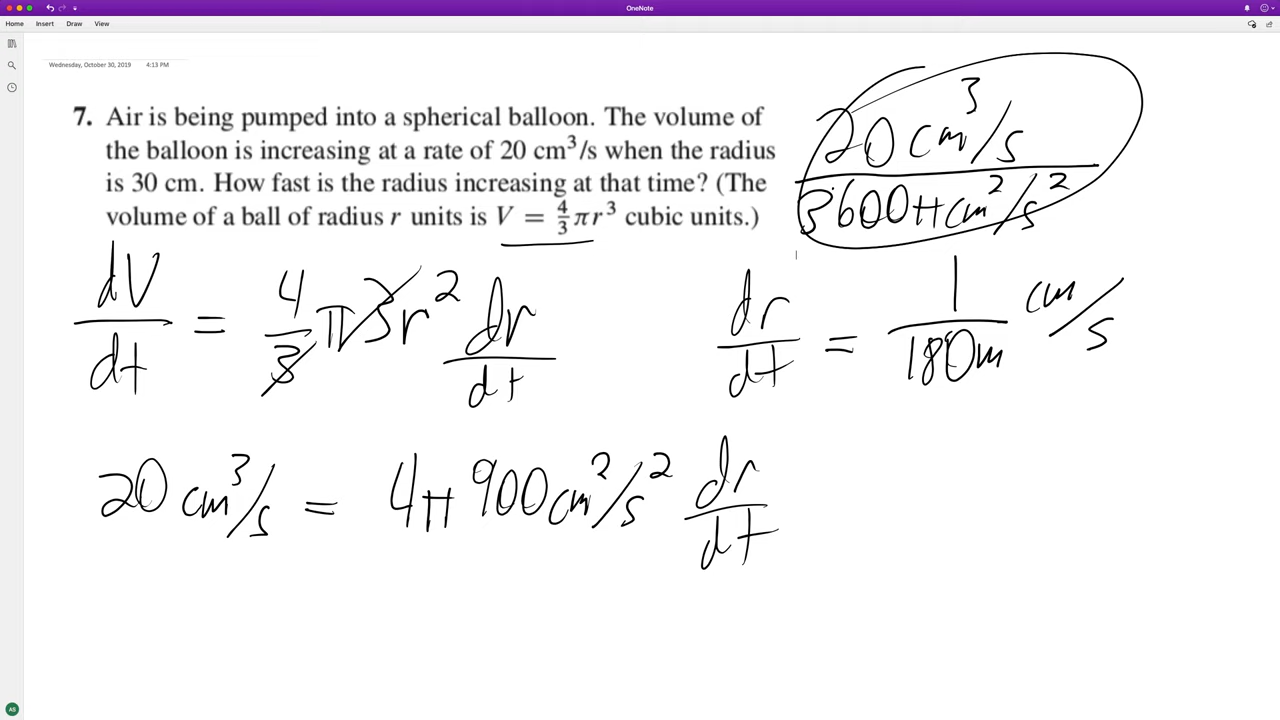 OneNote
Home Insert Draw View
Wednesday, October 30, 2019 4:13 PM
7. Air is being pumped into a spherical balloon. The volume of
the balloon is increasing at a rate of 20 cm³/s when the radius
is 30 cm. How fast is the radius increasing at that time? (The
volume of a ball of radius r units is V = 4/3 πr³ cubic units.)
20 cm³/s / 3600π cm²/s²
dV/dt = 4/3 π3r² dr/dt
dr/dt = 1/180π cm/s
20 cm³/s = 4π 900 cm²/s² dr/dt
AS